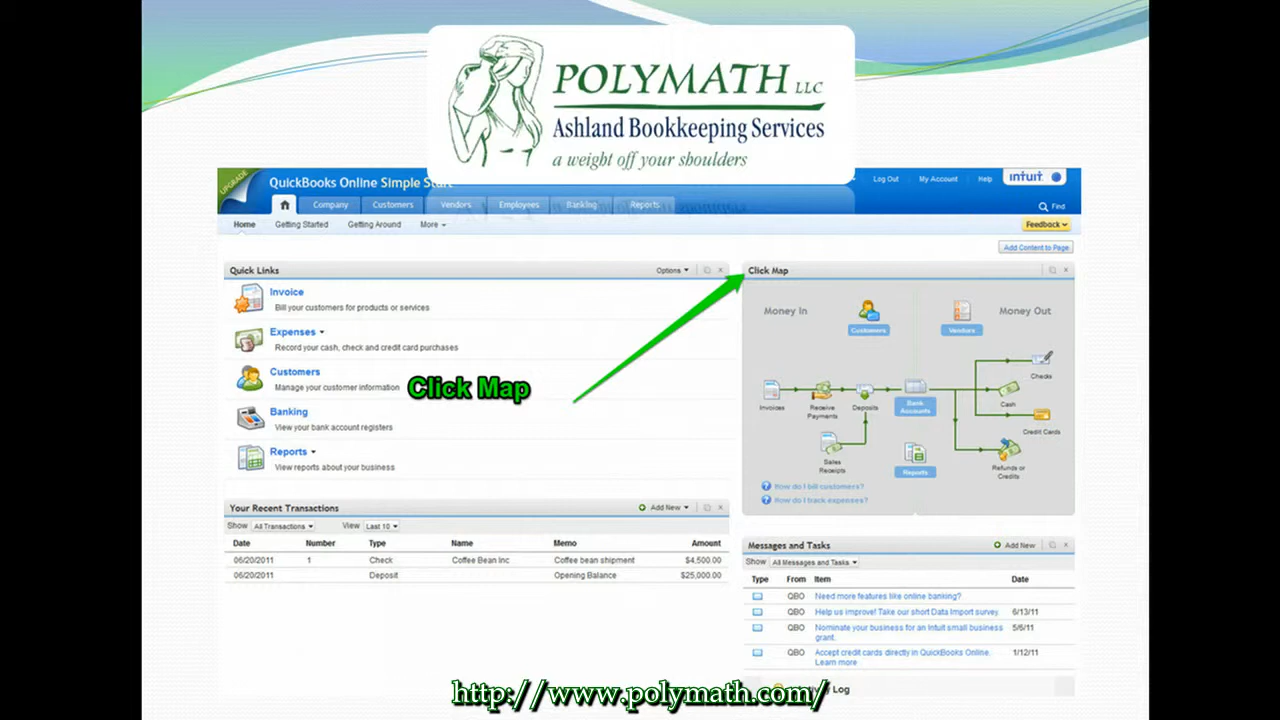 POLYMATH LLC
Ashland Bookkeeping Services
a weight off your shoulders
UPGRADE
QuickBooks Online Simple Start
Log Out My Account Help intuit
Company Customers Vendors Employees Banking Reports
Find
Home Getting Started Getting Around More
Feedback
Add Content to Page
Quick Links Options
Invoice
Bill your customers for products or services
Expenses
Record your cash, check and credit card purchases
Customers
Manage your customer information
Banking
View your bank account registers
Reports
View reports about your business
Click Map
Click Map
Money In Money Out
Customers Vendors
Checks
Invoices Receive Payments Deposits Bank Accounts Cash
Credit Cards
Sales Receipts Reports Refunds or Credits
How do I bill customers?
How do I track expenses?
Your Recent Transactions Add New
Show All Transactions View Last 10
Date Number Type Name Memo Amount
06/20/2011 1 Check Coffee Bean Inc Coffee bean shipment $4,500.00
06/20/2011 Deposit Opening Balance $25,000.00
Messages and Tasks Add New
Show All Messages and Tasks
Type From Item Date
QBO Need more features like online banking?
QBO Help us improve! Take our short Data Import survey. 6/13/11
QBO Nominate your business for an Intuit small business 5/6/11
grant.
QBO Accept credit cards directly in QuickBooks Online. 1/12/11
Learn more
Log
http://www.polymath.com/